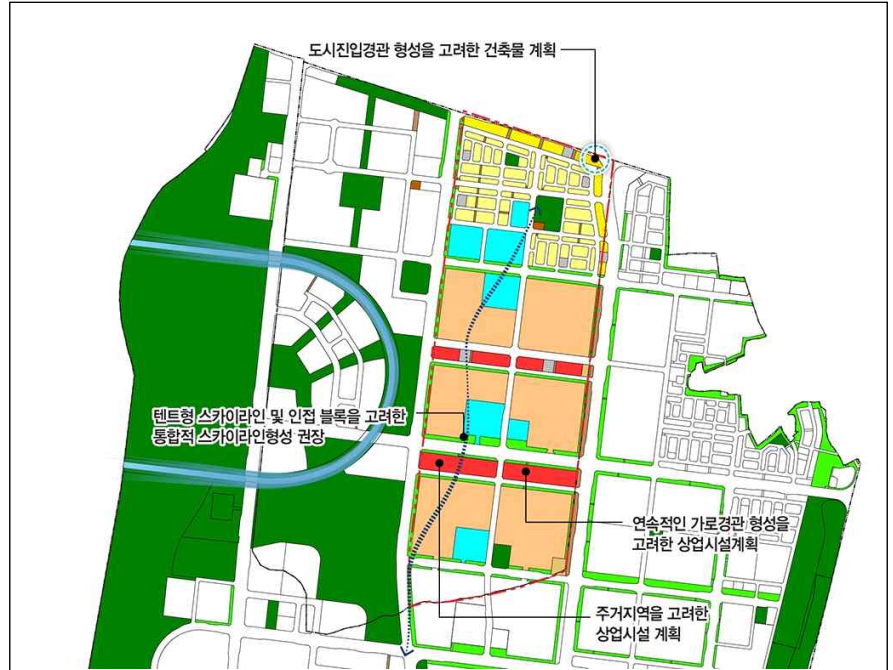 도시진입경관 형성을 고려한 건축물 계획
텐트형 스카이라인 및 인접 블록을 고려한
통합적 스카이라인형성 권장
연속적인 가로경관 형성을
고려한 상업시설계획
주거지역을 고려한
상업시설 계획